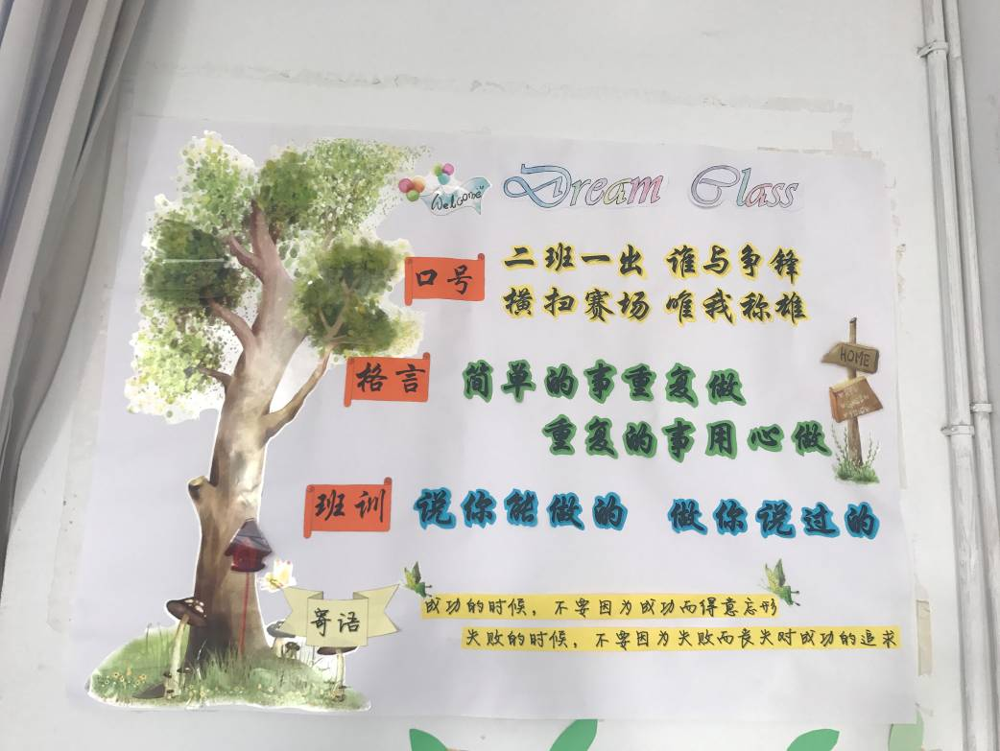 Welcome Dream Class
口号 二班一出 谁与争锋
横扫赛场 唯我称雄
格言 简单的事重复做
重复的事用心做
班训 说你能做的 做你说过的
寄语 成功的时候，不要因为成功而得意忘形
失败的时候，不要因为失败而丧失对成功的追求
HOME